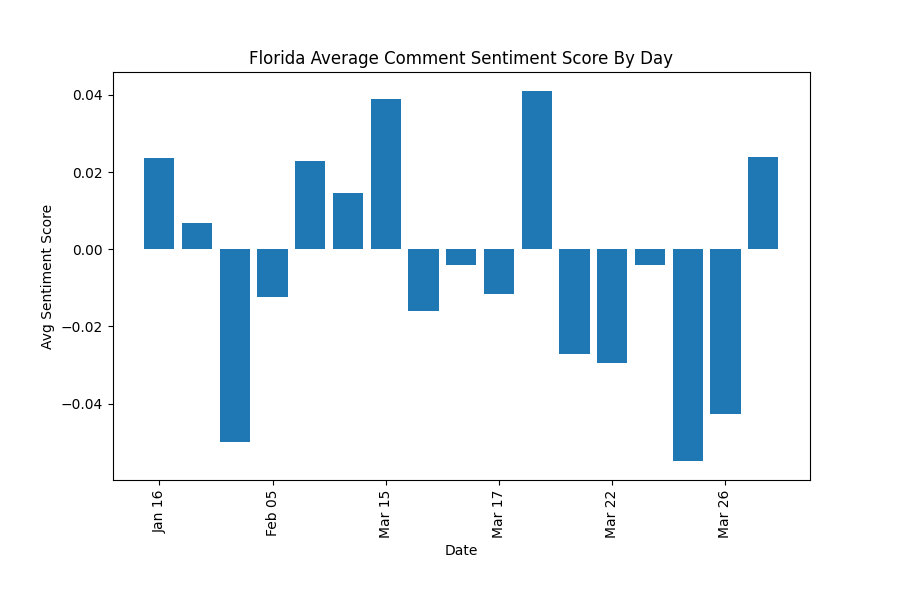 Florida Average Comment Sentiment Score By Day
Avg Sentiment Score
0.04
0.02
0.00
−0.02
−0.04
Jan 16
Feb 05
Mar 15
Mar 17
Mar 22
Mar 26
Date